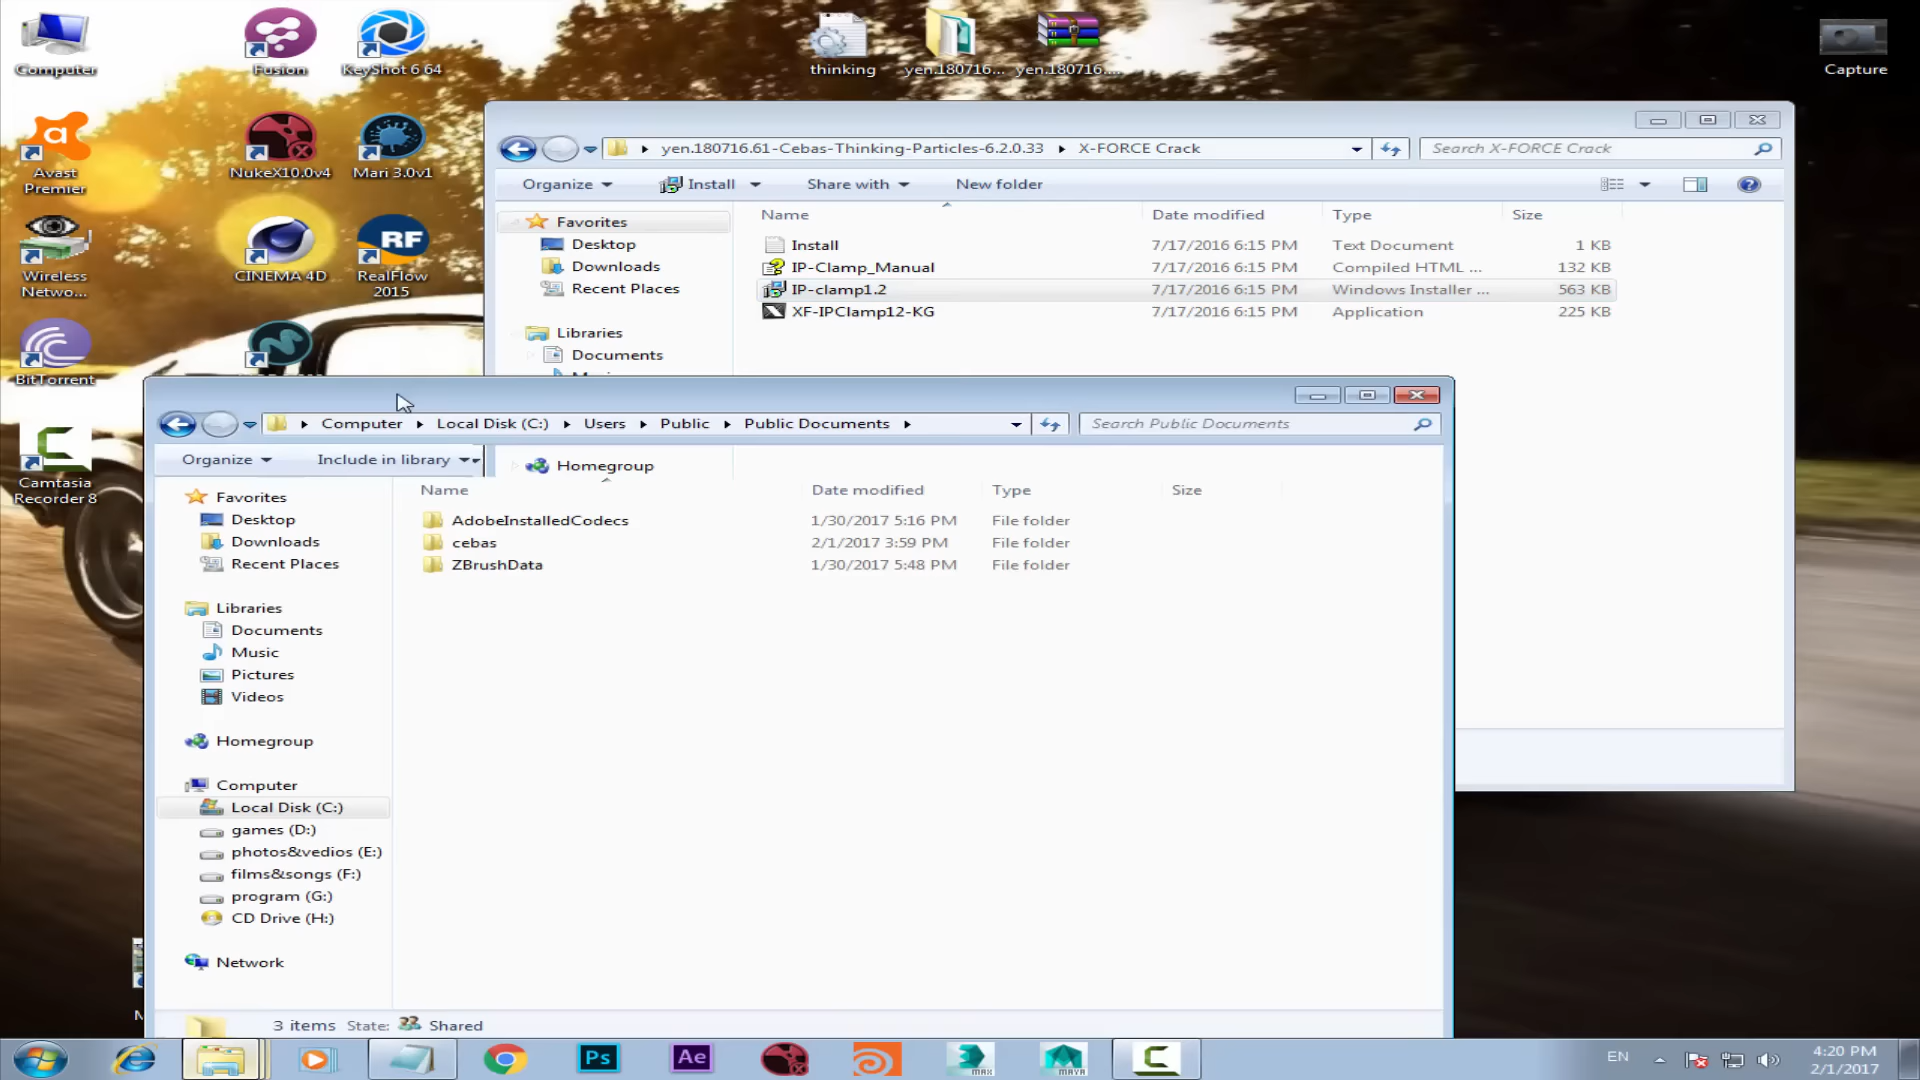 Computer
Fusion
KeyShot 6 64
thinking
yen.180716...
yen.180716....
Capture
Avast
Premier
NukeX10.0v4
Mari 3.0v1
Wireless
Netwo...
CINEMA 4D
RealFlow
2015
BitTorrent
Camtasia
Recorder 8
yen.180716.61-Cebas-Thinking-Particles-6.2.0.33
X-FORCE Crack
Search X-FORCE Crack
Organize
Install
Share with
New folder
Name
Date modified
Type
Size
Favorites
Desktop
Downloads
Recent Places
Libraries
Documents
Install
7/17/2016 6:15 PM
Text Document
1 KB
IP-Clamp_Manual
7/17/2016 6:15 PM
Compiled HTML ...
132 KB
IP-clamp1.2
7/17/2016 6:15 PM
Windows Installer ...
563 KB
XF-IPClamp12-KG
7/17/2016 6:15 PM
Application
225 KB
Computer
Local Disk (C:)
Users
Public
Public Documents
Search Public Documents
Organize
Include in library
Homegroup
Name
Date modified
Type
Size
AdobeInstalledCodecs
1/30/2017 5:16 PM
File folder
cebas
2/1/2017 3:59 PM
File folder
ZBrushData
1/30/2017 5:48 PM
File folder
Favorites
Desktop
Downloads
Recent Places
Libraries
Documents
Music
Pictures
Videos
Homegroup
Computer
Local Disk (C:)
games (D:)
photos&vedios (E:)
films&songs (F:)
program (G:)
CD Drive (H:)
Network
3 items
State:
Shared
RF
Ps
Ae
MAX
MAYA
EN
4:20 PM
2/1/2017